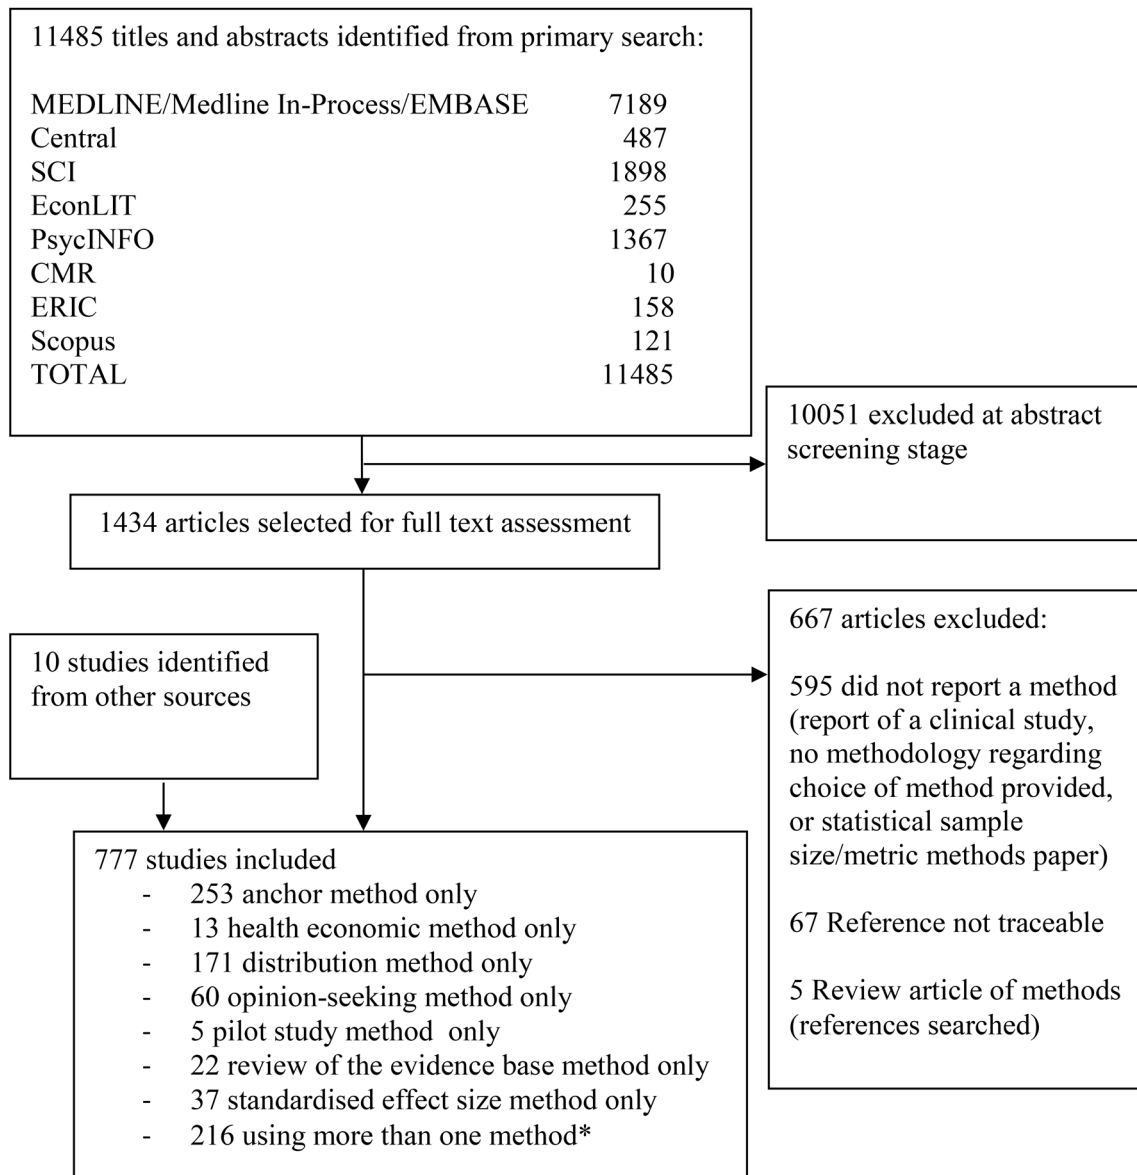 11485 titles and abstracts identified from primary search:
MEDLINE/Medline In-Process/EMBASE 7189
Central 487
SCI 1898
EconLIT 255
PsycINFO 1367
CMR 10
ERIC 158
Scopus 121
TOTAL 11485
10051 excluded at abstract
screening stage
1434 articles selected for full text assessment
10 studies identified
from other sources
667 articles excluded:
595 did not report a method
(report of a clinical study,
no methodology regarding
choice of method provided,
or statistical sample
size/metric methods paper)
67 Reference not traceable
5 Review article of methods
(references searched)
777 studies included
- 253 anchor method only
- 13 health economic method only
- 171 distribution method only
- 60 opinion-seeking method only
- 5 pilot study method only
- 22 review of the evidence base method only
- 37 standardised effect size method only
- 216 using more than one method*